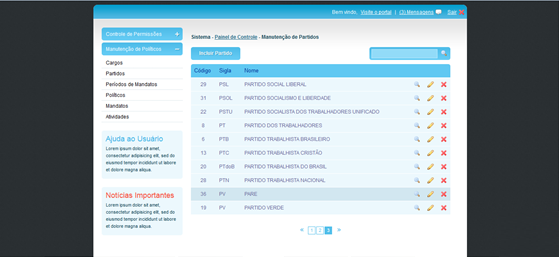 Bem vindo, Visite o portal | (3) Mensagens Sair
Controle de Permissões +
Manutenção de Políticos −
Cargos
Partidos
Períodos de Mandatos
Políticos
Mandatos
Atividades
Ajuda ao Usuário
Lorem ipsum dolor sit amet,
consectetur adipiscing elit, sed do
eiusmod tempor incididunt ut labore
et dolore magna aliqua.
Notícias Importantes
Lorem ipsum dolor sit amet,
consectetur adipiscing elit, sed do
eiusmod tempor incididunt ut labore
et dolore magna aliqua.
Sistema - Painel de Controle - Manutenção de Partidos
Incluir Partido
Código Sigla Nome
29 PSL PARTIDO SOCIAL LIBERAL
31 PSOL PARTIDO SOCIALISMO E LIBERDADE
22 PSTU PARTIDO SOCIALISTA DOS TRABALHADORES UNIFICADO
8 PT PARTIDO DOS TRABALHADORES
6 PTB PARTIDO TRABALHISTA BRASILEIRO
13 PTC PARTIDO TRABALHISTA CRISTÃO
20 PTdoB PARTIDO TRABALHISTA DO BRASIL
28 PTN PARTIDO TRABALHISTA NACIONAL
38 PV PARE
19 PV PARTIDO VERDE
« 1 2 3 »